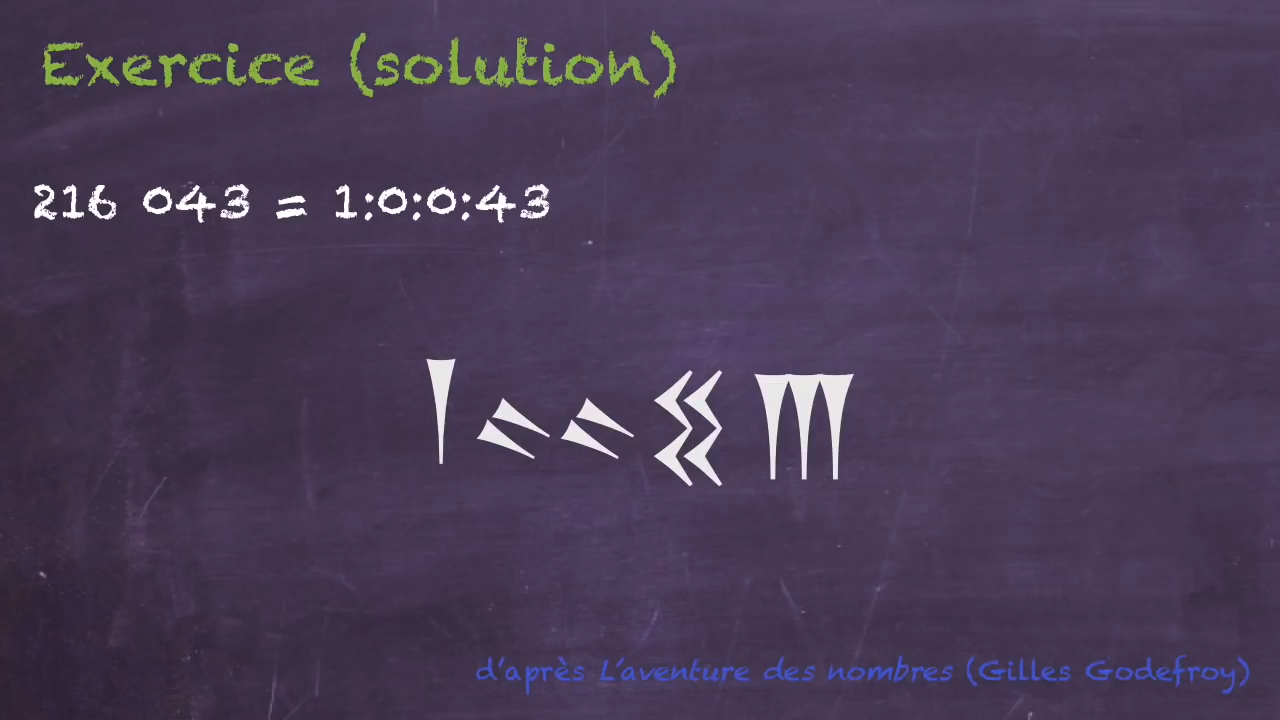 Exercice (solution)
216 043 = 1:0:0:43
𒁹 𒑊 𒑊 𒐏 𒐈
d'après L'aventure des nombres (Gilles Godefroy)